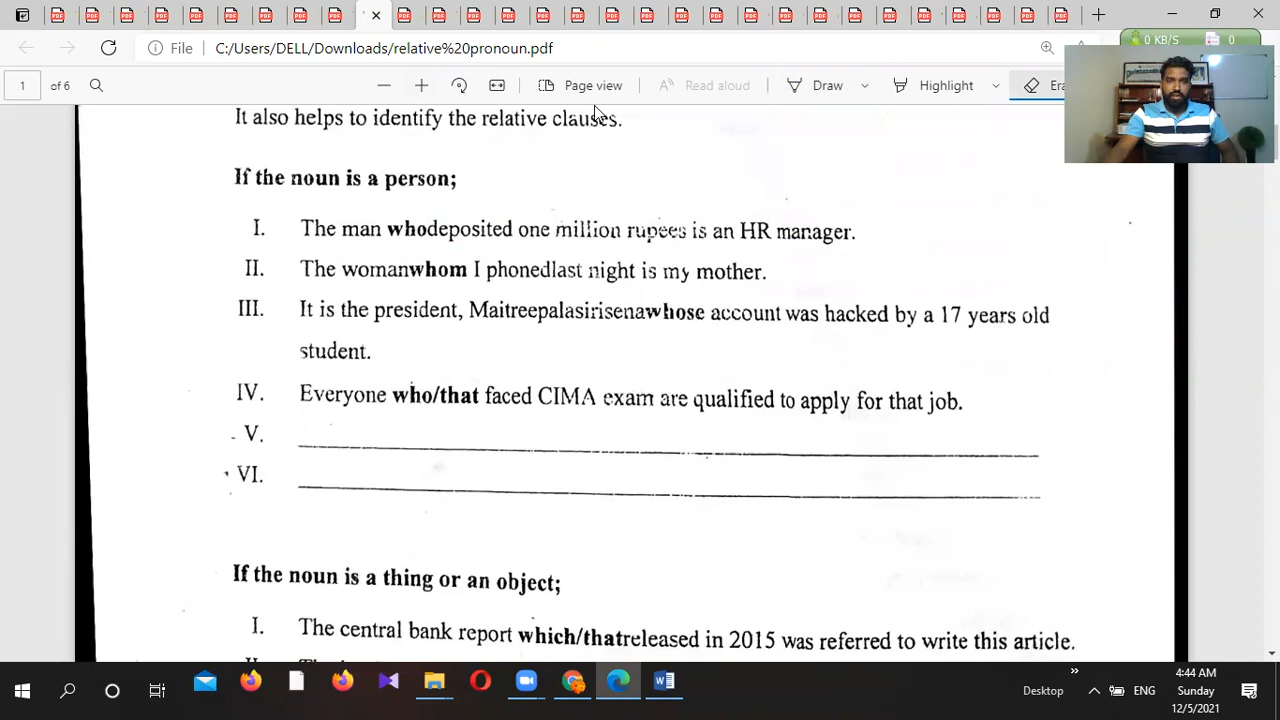 File C:/Users/DELL/Downloads/relative%20pronoun.pdf
0 KB/S 0
1 of 6 Page view Read aloud Draw Highlight Era
It also helps to identify the relative clauses.
If the noun is a person;
I. The man whodeposited one million rupees is an HR manager.
II. The womanwhom I phonedlast night is my mother.
III. It is the president, Maitreepalasirisenawhose account was hacked by a 17 years old
student.
IV. Everyone who/that faced CIMA exam are qualified to apply for that job.
V.
VI.
If the noun is a thing or an object;
I. The central bank report which/thatreleased in 2015 was referred to write this article.
4:44 AM
Desktop ENG Sunday
12/5/2021